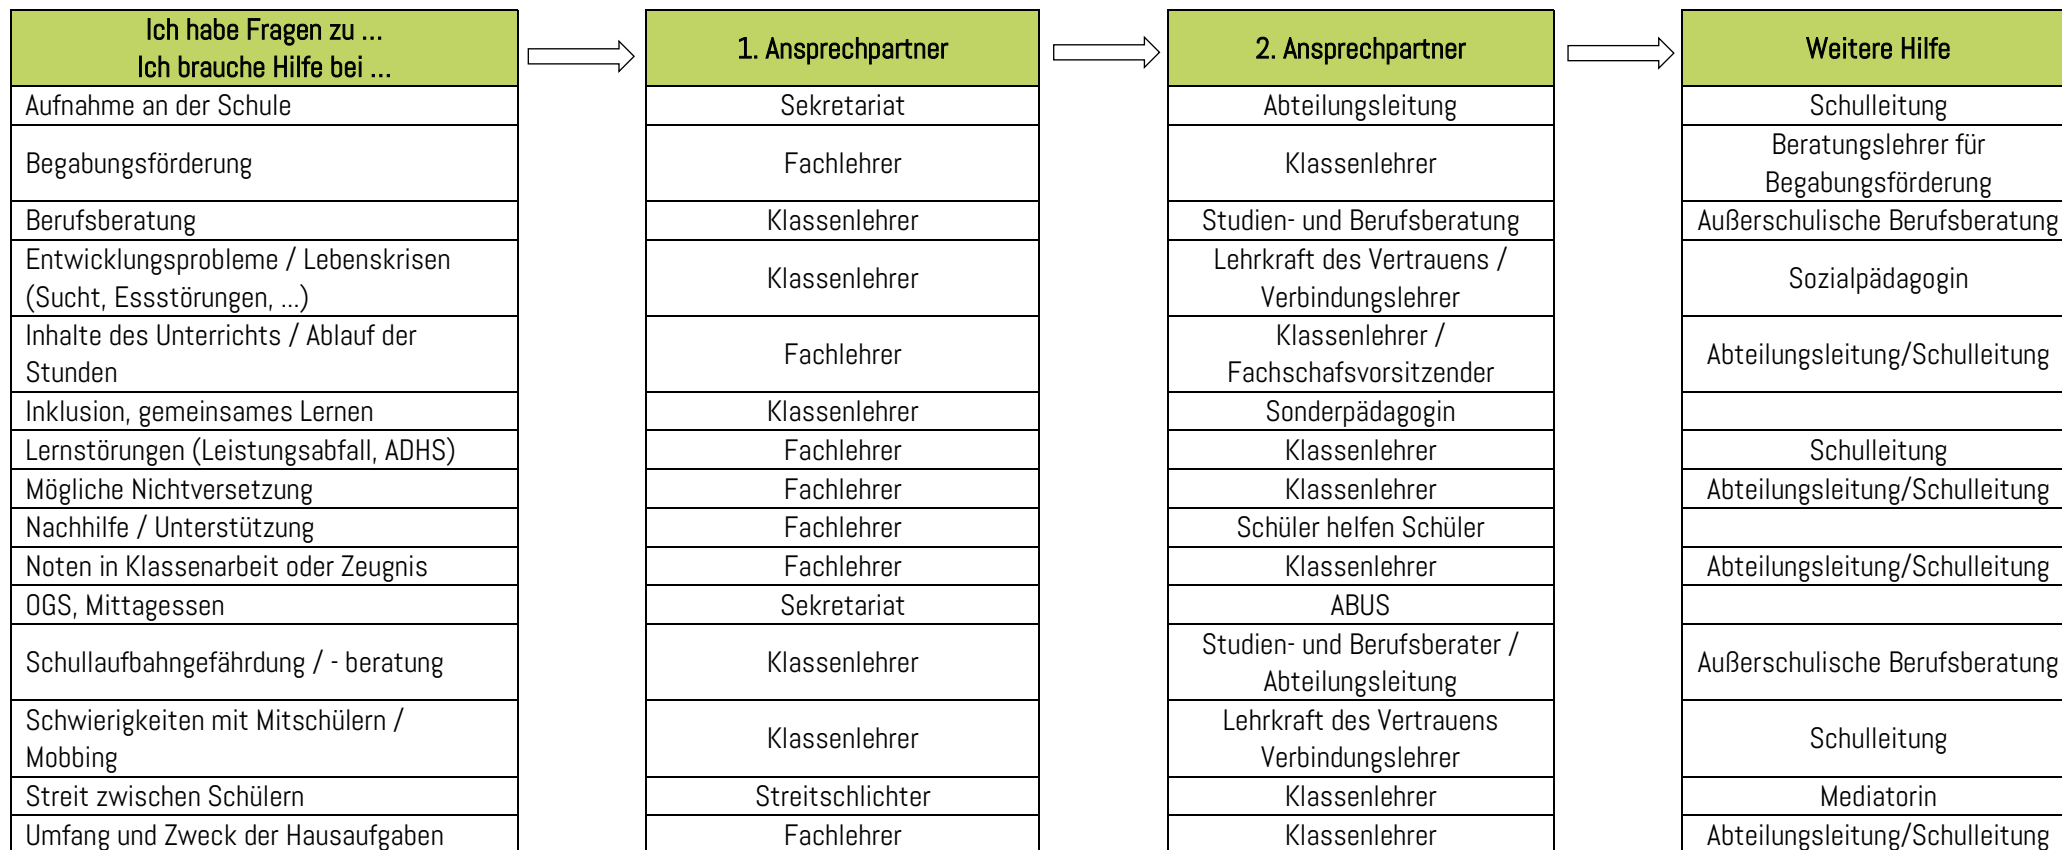 Ich habe Fragen zu ...
Ich brauche Hilfe bei ...
1. Ansprechpartner
2. Ansprechpartner
Weitere Hilfe
Aufnahme an der Schule
Sekretariat
Abteilungsleitung
Schulleitung
Begabungsförderung
Fachlehrer
Klassenlehrer
Beratungslehrer für
Begabungsförderung
Berufsberatung
Klassenlehrer
Studien- und Berufsberatung
Außerschulische Berufsberatung
Entwicklungsprobleme / Lebenskrisen
(Sucht, Essstörungen, ...)
Klassenlehrer
Lehrkraft des Vertrauens /
Verbindungslehrer
Sozialpädagogin
Inhalte des Unterrichts / Ablauf der
Stunden
Fachlehrer
Klassenlehrer /
Fachschafsvorsitzender
Abteilungsleitung/Schulleitung
Inklusion, gemeinsames Lernen
Klassenlehrer
Sonderpädagogin
Lernstörungen (Leistungsabfall, ADHS)
Fachlehrer
Klassenlehrer
Schulleitung
Mögliche Nichtversetzung
Fachlehrer
Klassenlehrer
Abteilungsleitung/Schulleitung
Nachhilfe / Unterstützung
Fachlehrer
Schüler helfen Schüler
Noten in Klassenarbeit oder Zeugnis
Fachlehrer
Klassenlehrer
Abteilungsleitung/Schulleitung
OGS, Mittagessen
Sekretariat
ABUS
Schullaufbahngefährdung / - beratung
Klassenlehrer
Studien- und Berufsberater /
Abteilungsleitung
Außerschulische Berufsberatung
Schwierigkeiten mit Mitschülern /
Mobbing
Klassenlehrer
Lehrkraft des Vertrauens
Verbindungslehrer
Schulleitung
Streit zwischen Schülern
Streitschlichter
Klassenlehrer
Mediatorin
Umfang und Zweck der Hausaufgaben
Fachlehrer
Klassenlehrer
Abteilungsleitung/Schulleitung